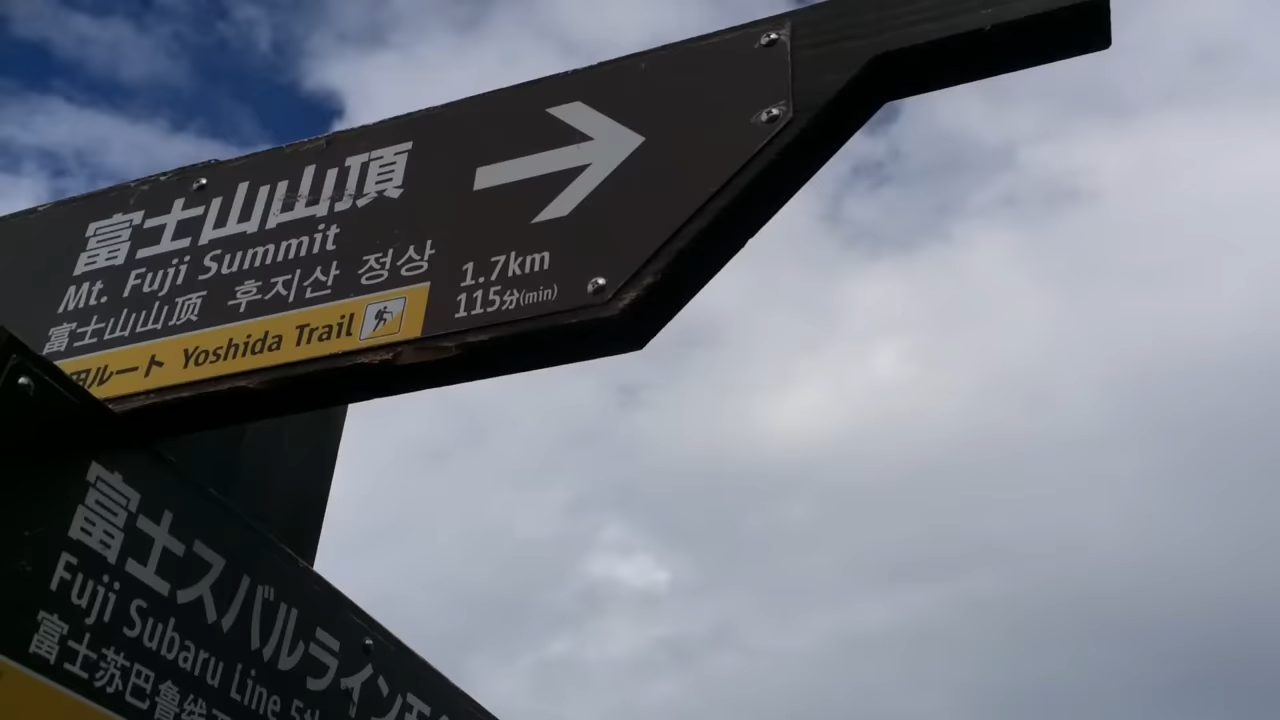 富士山山頂
Mt. Fuji Summit
富士山山顶 후지산 정상
1.7km
115分(min)
田ルート Yoshida Trail
富士スバルライン五
Fuji Subaru Line 5th
富士苏巴鲁线